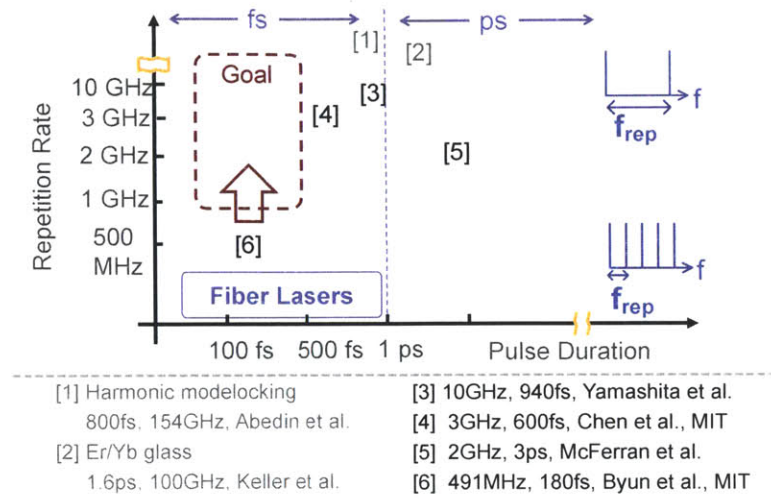 fs
ps
[1]
[2]
Goal
10 GHz
[3]
f
3 GHz
[4]
f_rep
2 GHz
[5]
1 GHz
Repetition Rate
500
MHz
[6]
f
Fiber Lasers
f_rep
100 fs
500 fs
1 ps
Pulse Duration
[1] Harmonic modelocking
800fs, 154GHz, Abedin et al.
[2] Er/Yb glass
1.6ps, 100GHz, Keller et al.
[3] 10GHz, 940fs, Yamashita et al.
[4] 3GHz, 600fs, Chen et al., MIT
[5] 2GHz, 3ps, McFerran et al.
[6] 491MHz, 180fs, Byun et al., MIT